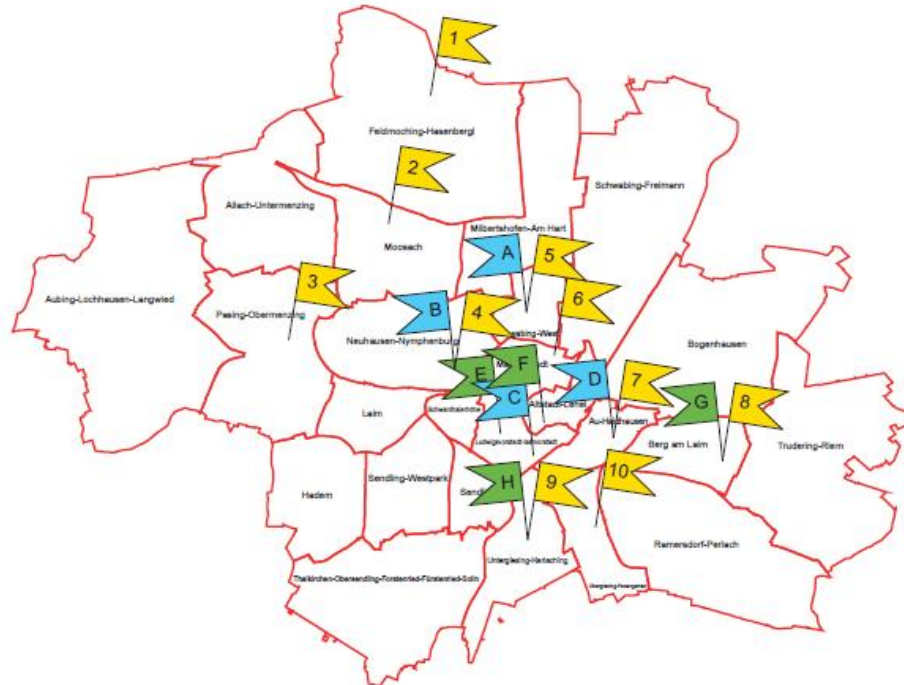 1
Feldmoching-Hasenbergl
2
Schwabing-Freimann
Allach-Untermenzing
Milbertshofen-Am Hart
Moosach
A
5
3
6
Aubing-Lochhausen-Langwied
Pasing-Obermenzing
B
4
Neuhausen-Nymphenburg
Bogenhausen
F
E
D
7
C
G
8
Laim
Au-Haidhausen
Berg am Laim
Trudering-Riem
Sendling-Westpark
10
Hadern
H
9
Ramersdorf-Perlach
Untergiesing-Harlaching
Thalkirchen-Obersendling-Forstenried-Fürstenried-Solln